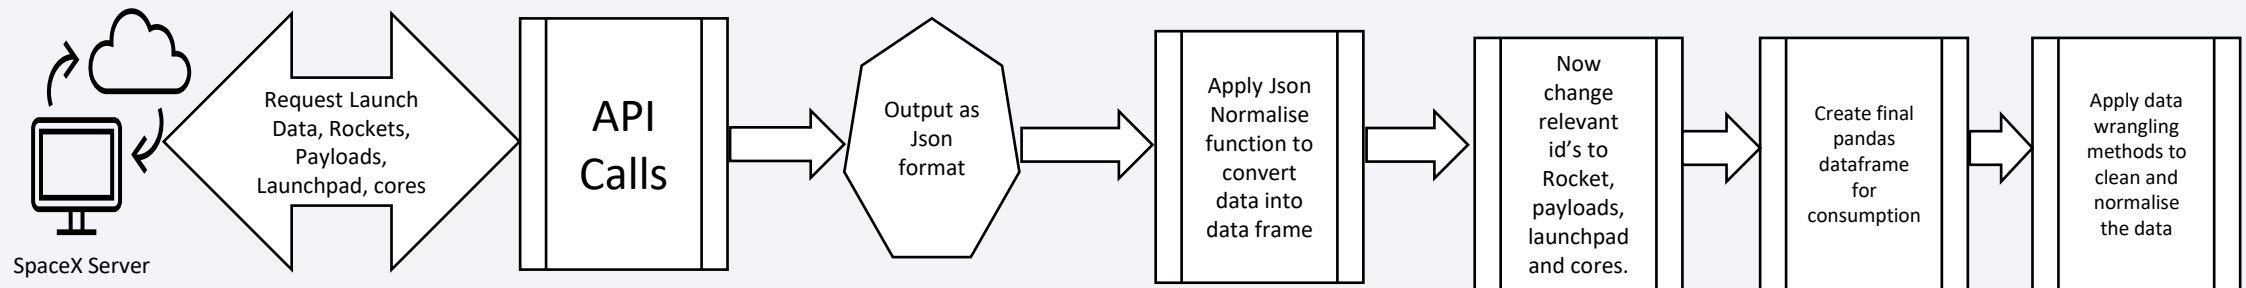 SpaceX Server
Request Launch
Data, Rockets,
Payloads,
Launchpad, cores
API
Calls
Output as
Json
format
Apply Json
Normalise
function to
convert
data into
data frame
Now
change
relevant
id’s to
Rocket,
payloads,
launchpad
and cores.
Create final
pandas
dataframe
for
consumption
Apply data
wrangling
methods to
clean and
normalise
the data